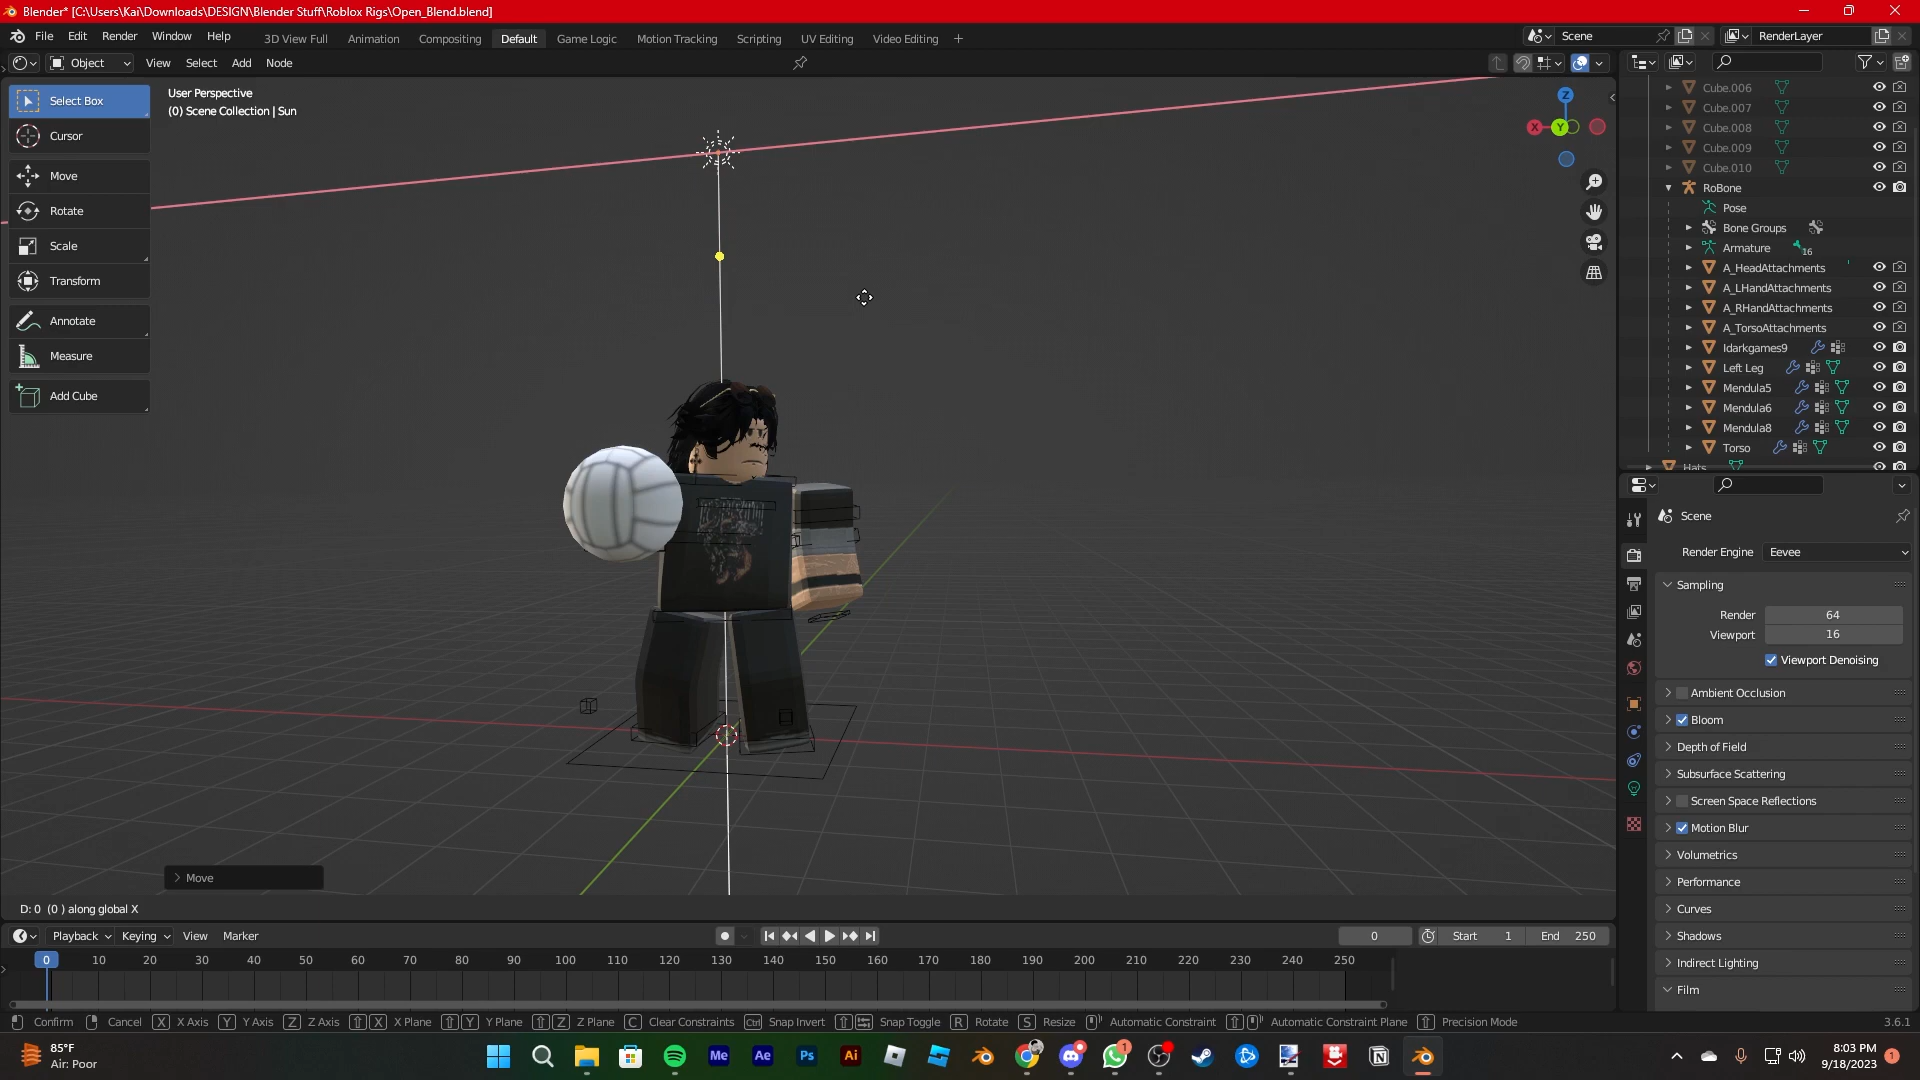 Blender* [C:\Users\Kai\Downloads\DESIGN\Blender Stuff\Roblox Rigs\Open_Blend.blend]
File Edit Render Window Help
3D View Full Animation Compositing Default Game Logic Motion Tracking Scripting UV Editing Video Editing
Scene
RenderLayer
Object View Select Add Node
User Perspective
(0) Scene Collection | Sun
Select Box
Cursor
Move
Rotate
Scale
Transform
Annotate
Measure
Add Cube
Z
X
Y
Cube.006
Cube.007
Cube.008
Cube.009
Cube.010
RoBone
Pose
Bone Groups
Armature 16
A_HeadAttachments
A_LHandAttachments
A_RHandAttachments
A_TorsoAttachments
Idarkgames9
Left Leg
Mendula5
Mendula6
Mendula8
Torso
Hats
Scene
Render Engine Eevee
Sampling
Render 64
Viewport 16
Viewport Denoising
Ambient Occlusion
Bloom
Depth of Field
Subsurface Scattering
Screen Space Reflections
Motion Blur
Volumetrics
Performance
Curves
Shadows
Indirect Lighting
Film
Move
D: 0 (0 ) along global X
Playback Keying View Marker
0 Start 1 End 250
0 10 20 30 40 50 60 70 80 90 100 110 120 130 140 150 160 170 180 190 200 210 220 230 240 250
Confirm Cancel X X Axis Y Y Axis Z Z Axis X X Plane Y Y Plane Z Z Plane C Clear Constraints Ctrl Snap Invert Snap Toggle R Rotate S Resize Automatic Constraint Automatic Constraint Plane Precision Mode 3.6.1
85°F
Air: Poor
Me Ae Ps Ai
1
N
8:03 PM
9/18/2023
1